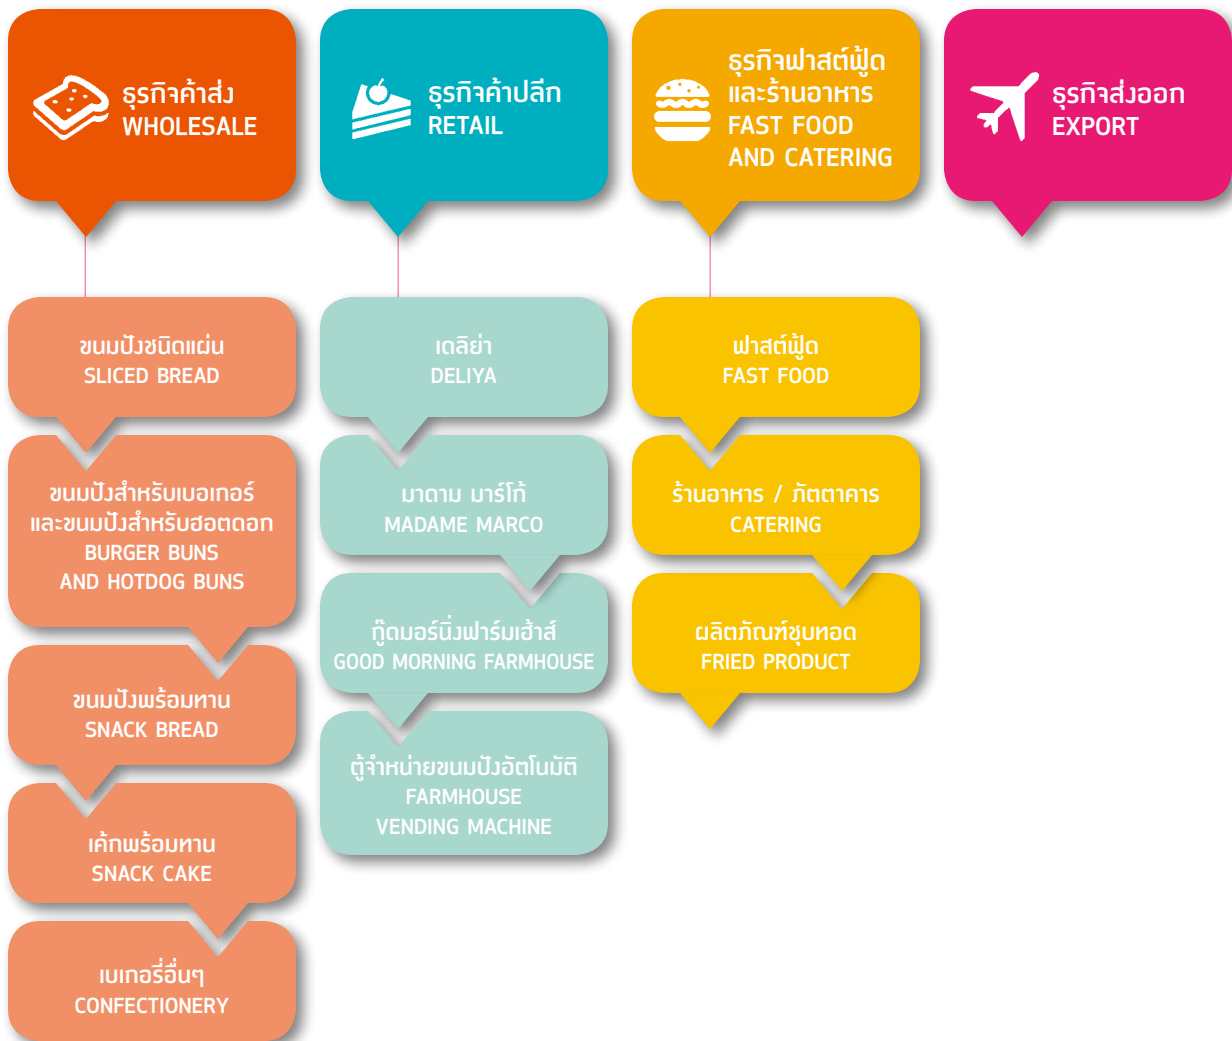 ธุรกิจค้าส่ง
WHOLESALE
ธุรกิจค้าปลีก
RETAIL
ธุรกิจฟาสต์ฟู้ด
และร้านอาหาร
FAST FOOD
AND CATERING
ธุรกิจส่งออก
EXPORT
ขนมปังชนิดแผ่น
SLICED BREAD
ขนมปังสำหรับเบอเกอร์
และขนมปังสำหรับฮอตดอก
BURGER BUNS
AND HOTDOG BUNS
ขนมปังพร้อมทาน
SNACK BREAD
เค้กพร้อมทาน
SNACK CAKE
เบเกอรี่อื่นๆ
CONFECTIONERY
เดลิย่า
DELIYA
มาดาม มาร์โก้
MADAME MARCO
กู๊ดมอร์นิ่งฟาร์มเฮ้าส์
GOOD MORNING FARMHOUSE
ตู้จำหน่ายขนมปังอัตโนมัติ
FARMHOUSE
VENDING MACHINE
ฟาสต์ฟู้ด
FAST FOOD
ร้านอาหาร / ภัตตาคาร
CATERING
ผลิตภัณฑ์ชุบทอด
FRIED PRODUCT